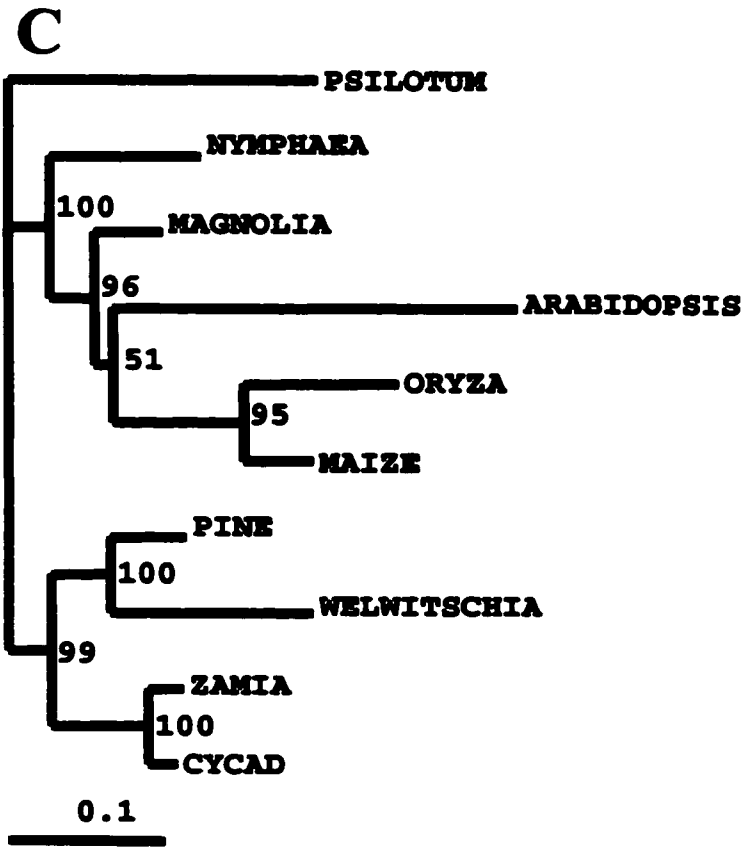 C
PSILOTUM
NYMPHAEA
100
MAGNOLIA
96
ARABIDOPSIS
51
ORYZA
95
MAIZE
PINE
100
WELWITSCHIA
99
ZAMIA
100
CYCAD
0.1